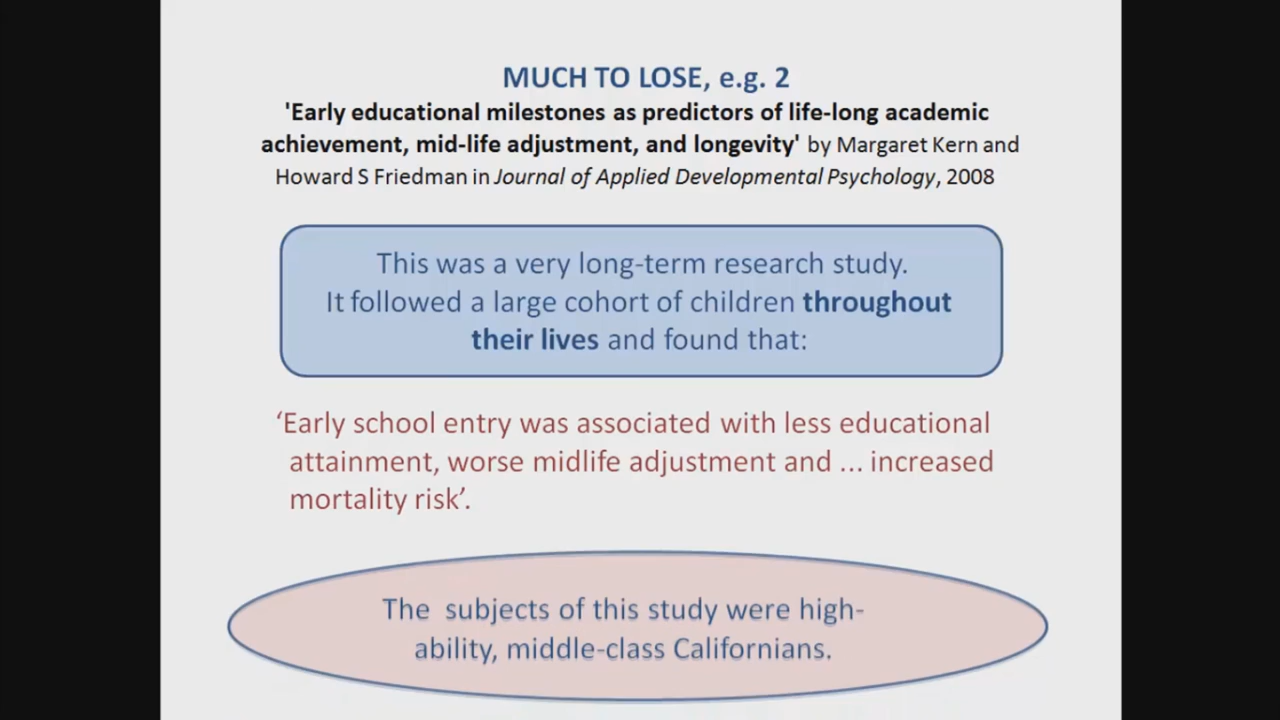 MUCH TO LOSE, e.g. 2
'Early educational milestones as predictors of life-long academic
achievement, mid-life adjustment, and longevity' by Margaret Kern and
Howard S Friedman in Journal of Applied Developmental Psychology, 2008
This was a very long-term research study.
It followed a large cohort of children throughout
their lives and found that:
‘Early school entry was associated with less educational
attainment, worse midlife adjustment and ... increased
mortality risk’.
The subjects of this study were high-
ability, middle-class Californians.